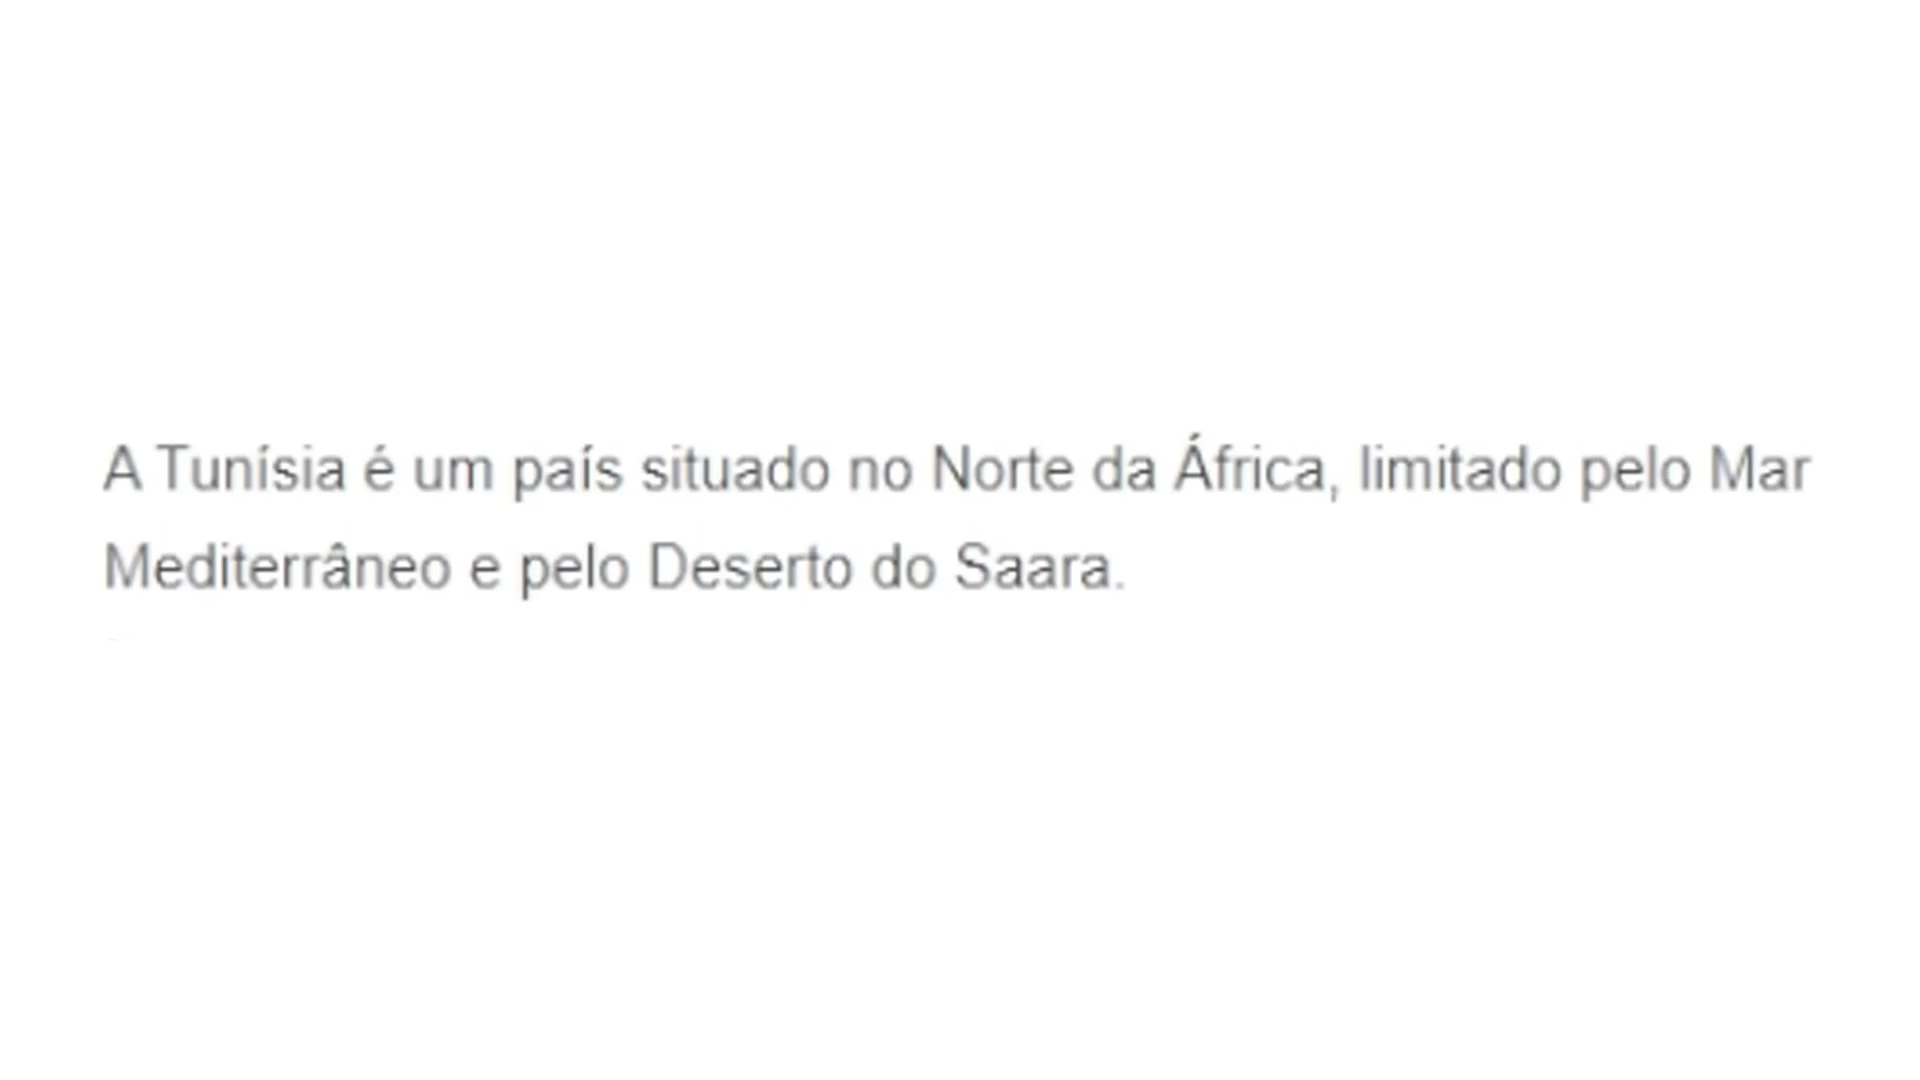 A Tunísia é um país situado no Norte da África, limitado pelo Mar
Mediterrâneo e pelo Deserto do Saara.